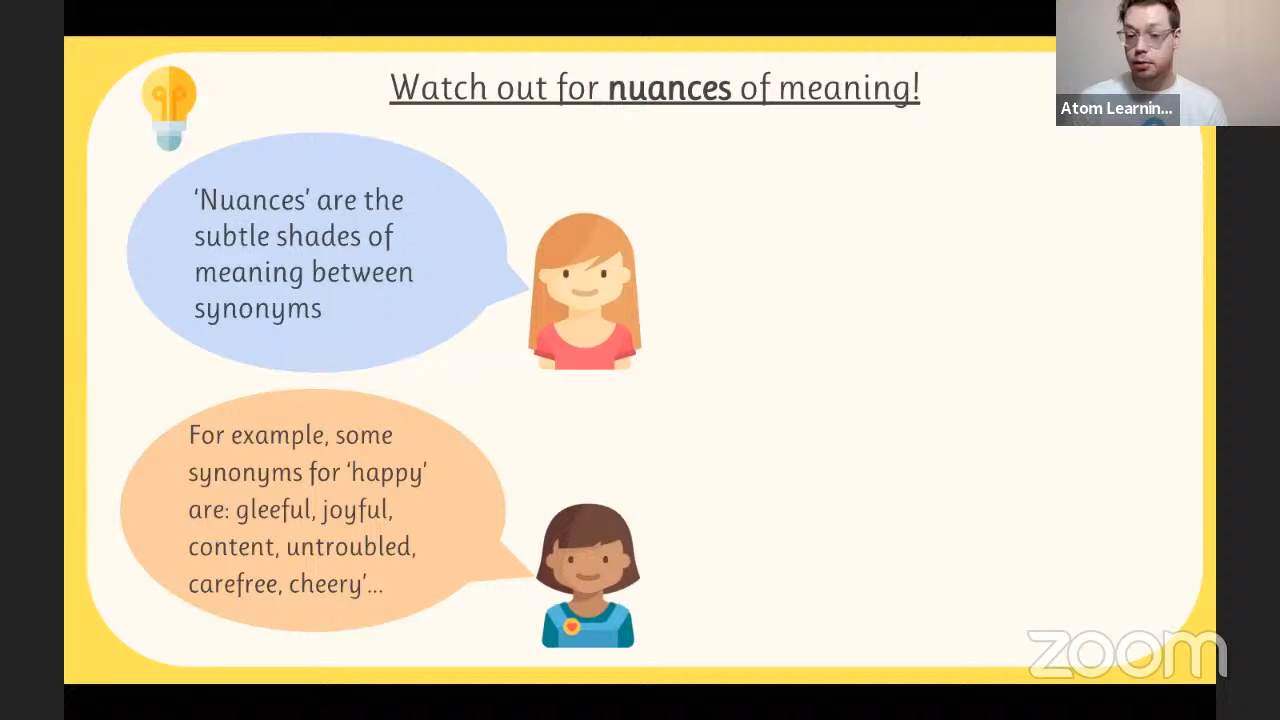 Watch out for nuances of meaning!
Atom Learnin...
‘Nuances’ are the
subtle shades of
meaning between
synonyms
For example, some
synonyms for ‘happy’
are: gleeful, joyful,
content, untroubled,
carefree, cheery’...
zoom